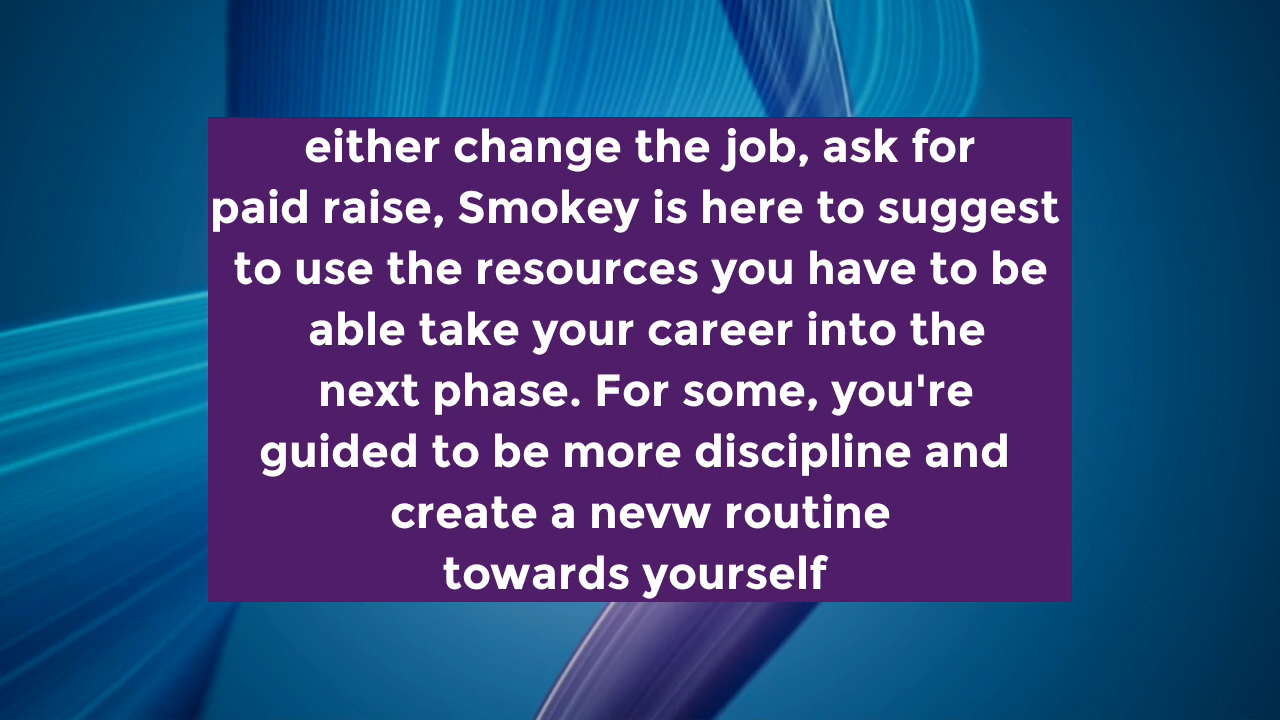 either change the job, ask for
paid raise, Smokey is here to suggest
to use the resources you have to be
able take your career into the
next phase. For some, you're
guided to be more discipline and
create a nevw routine
towards yourself